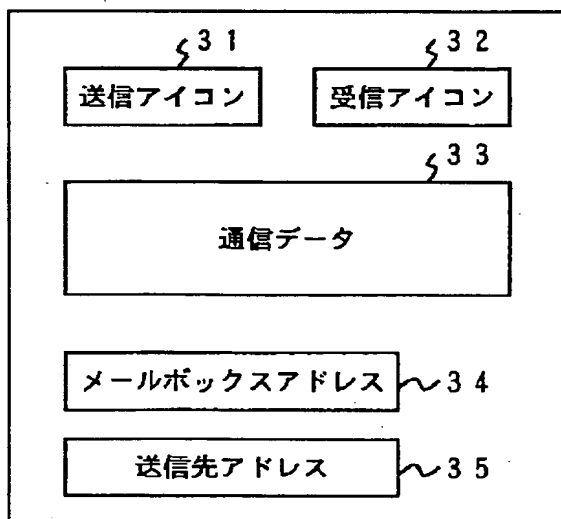 31 32
送信アイコン 受信アイコン
33
通信データ
メールボックスアドレス 34
送信先アドレス 35